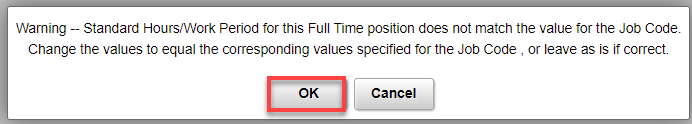 Warning -- Standard Hours/Work Period for this Full Time position does not match the value for the Job Code.
Change the values to equal the corresponding values specified for the Job Code , or leave as is if correct.
OK Cancel